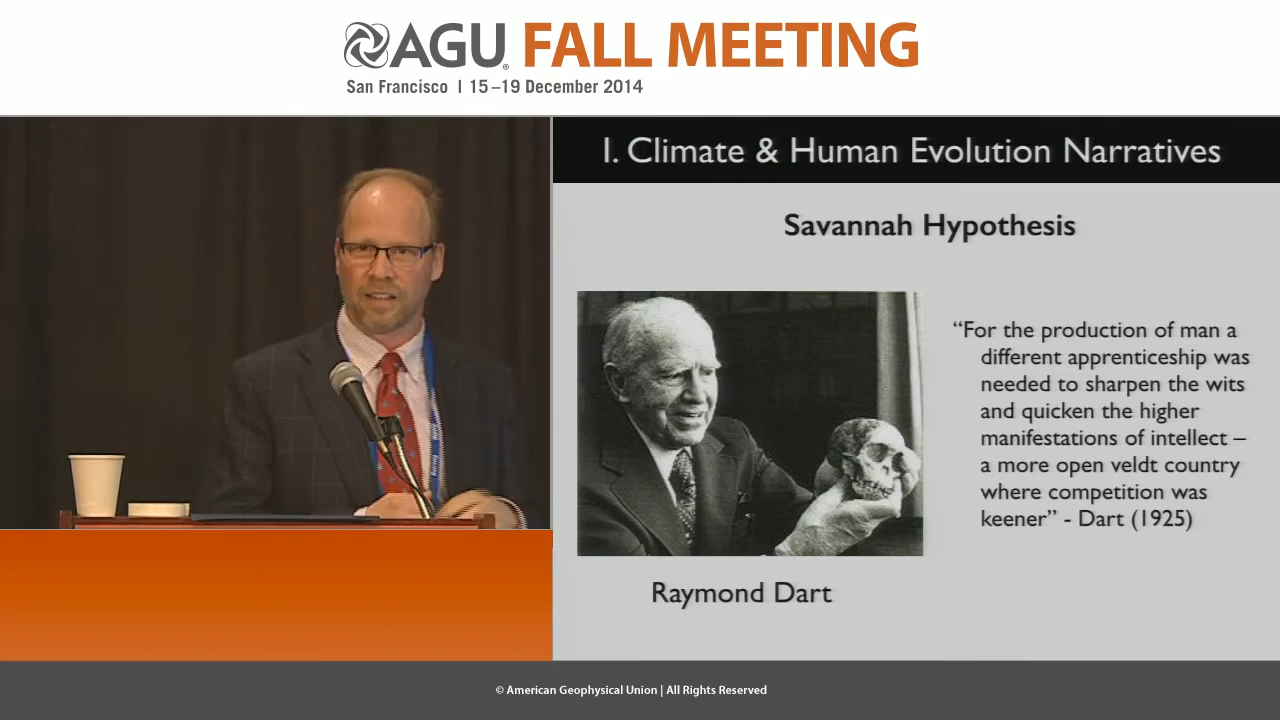 AGU® FALL MEETING
San Francisco | 15–19 December 2014
I. Climate & Human Evolution Narratives
Savannah Hypothesis
“For the production of man a
different apprenticeship was
needed to sharpen the wits
and quicken the higher
manifestations of intellect –
a more open veldt country
where competition was
keener” - Dart (1925)
Raymond Dart
© American Geophysical Union | All Rights Reserved